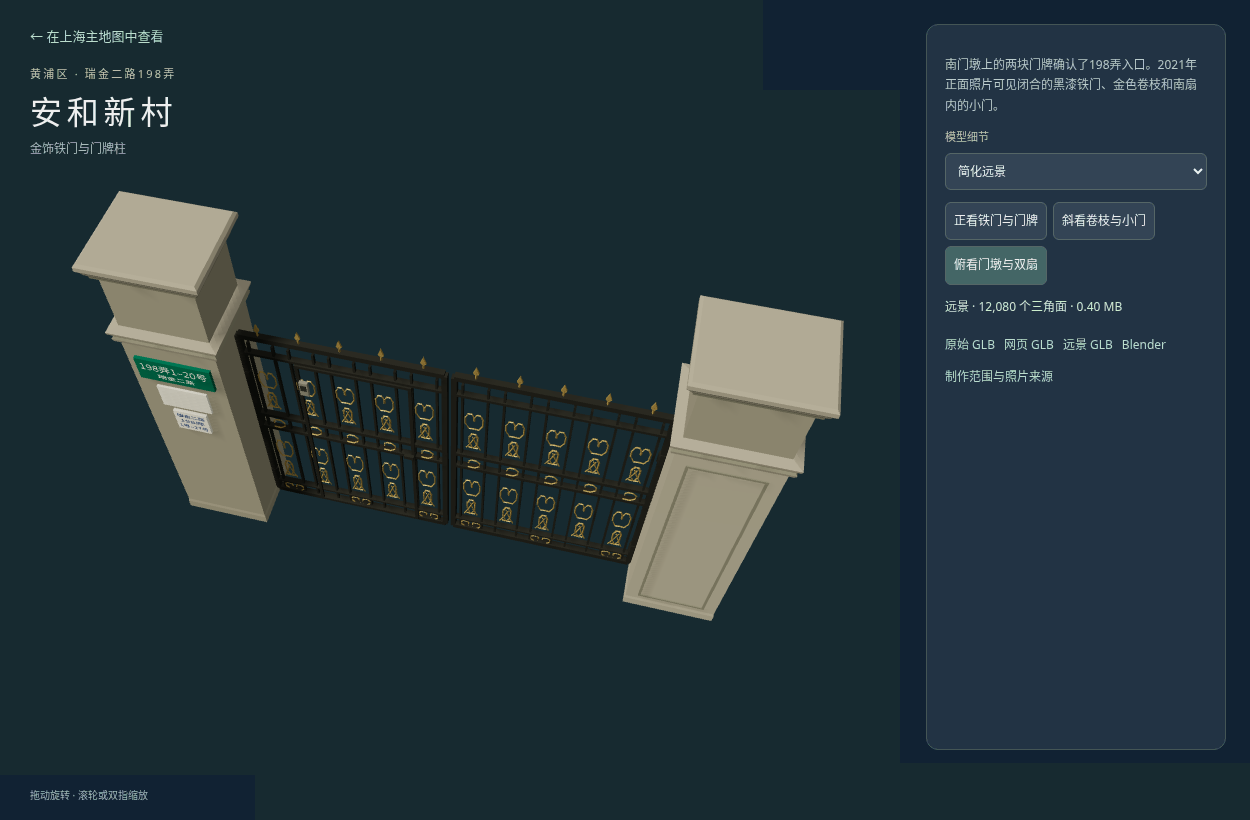 ← 在上海主地图中查看
黄浦区 · 瑞金二路198弄
安和新村
金饰铁门与门牌柱
198弄1-20号
瑞金二路
南门墩上的两块门牌确认了198弄入口。2021年
正面照片可见闭合的黑漆铁门、金色卷枝和南扇
内的小门。
模型细节
简化远景
正看铁门与门牌 斜看卷枝与小门
俯看门墩与双扇
远景 · 12,080 个三角面 · 0.40 MB
原始 GLB 网页 GLB 远景 GLB Blender
制作范围与照片来源
拖动旋转 · 滚轮或双指缩放